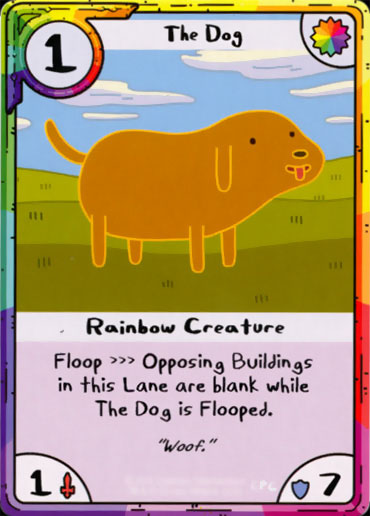 1
The Dog
Rainbow Creature
Floop >>> Opposing Buildings
in this Lane are blank while
The Dog is Flooped.
"Woof."
1
7